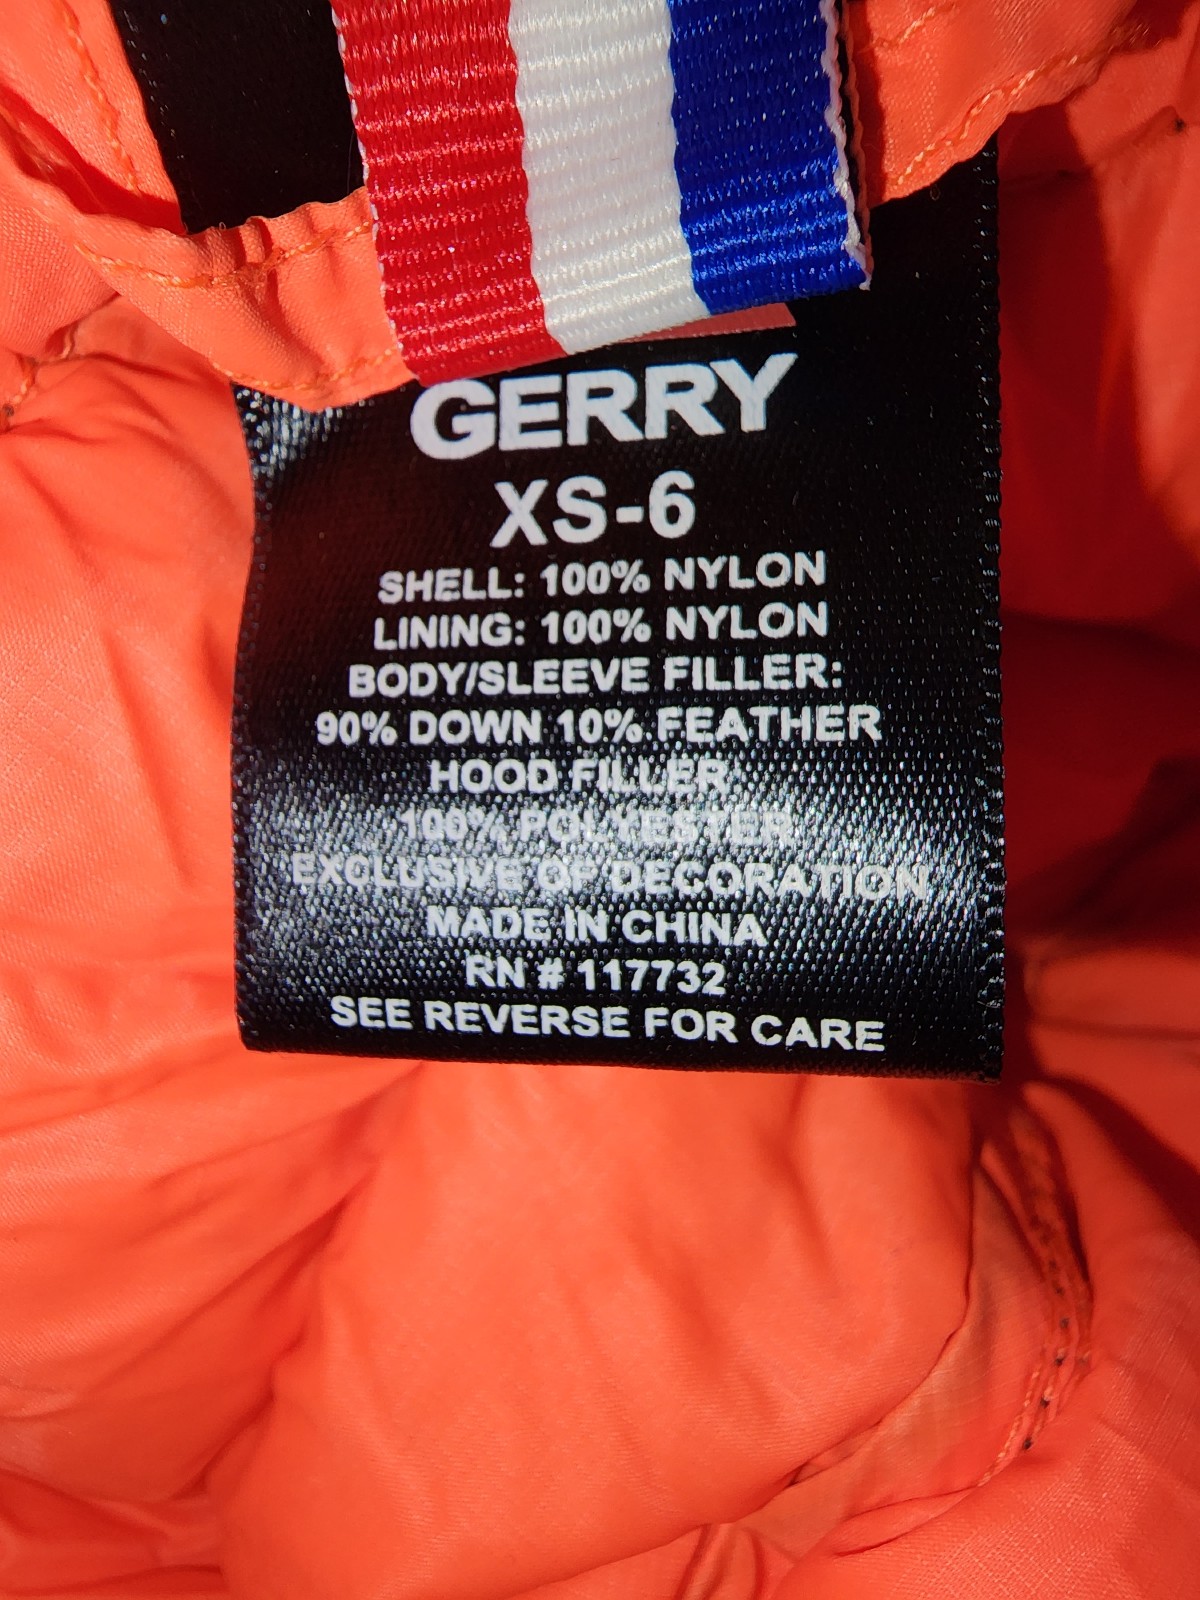 GERRY
XS-6
SHELL: 100% NYLON
LINING: 100% NYLON
BODY/SLEEVE FILLER:
90% DOWN 10% FEATHER
HOOD FILLER:
100% POLYESTER
EXCLUSIVE OF DECORATION
MADE IN CHINA
RN # 117732
SEE REVERSE FOR CARE